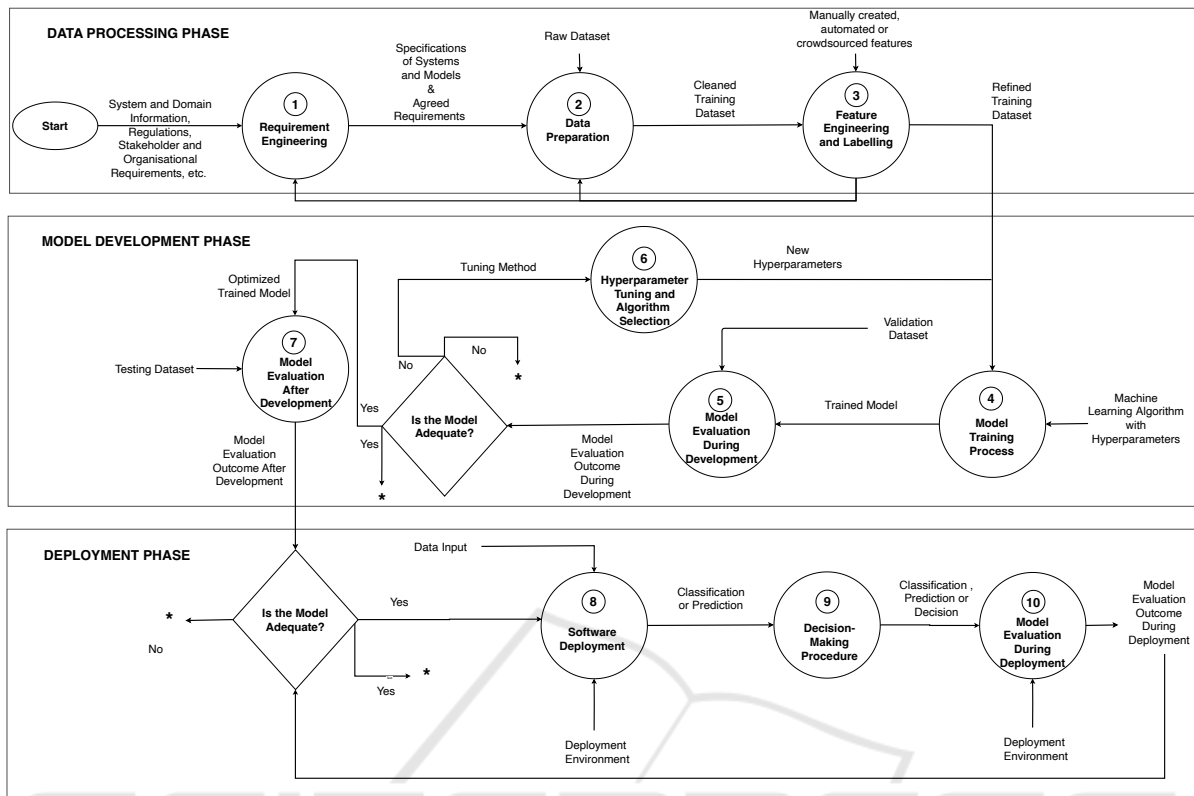 DATA PROCESSING PHASE
Start
System and Domain
Information,
Regulations,
Stakeholder and
Organisational
Requirements, etc.
1
Requirement
Engineering
Specifications
of Systems
and Models
&
Agreed
Requirements
Raw Dataset
2
Data
Preparation
Cleaned
Training
Dataset
Manually created,
automated or
crowdsourced features
3
Feature
Engineering
and Labelling
Refined
Training
Dataset
MODEL DEVELOPMENT PHASE
Optimized
Trained Model
Tuning Method
6
Hyperparameter
Tuning and
Algorithm
Selection
New
Hyperparameters
Testing Dataset
7
Model
Evaluation
After
Development
No
No
*
Validation
Dataset
Yes
Yes
*
Is the Model
Adequate?
Model
Evaluation
Outcome
During
Development
5
Model
Evaluation
During
Development
Trained Model
4
Model
Training
Process
Machine
Learning Algorithm
with
Hyperparameters
Model
Evaluation
Outcome After
Development
DEPLOYMENT PHASE
*
No
Is the Model
Adequate?
Yes
Yes
*
Data Input
8
Software
Deployment
Deployment
Environment
Classification
or Prediction
9
Decision-
Making
Procedure
Classification ,
Prediction or
Decision
10
Model
Evaluation
During
Deployment
Deployment
Environment
Model
Evaluation
Outcome
During
Deployment